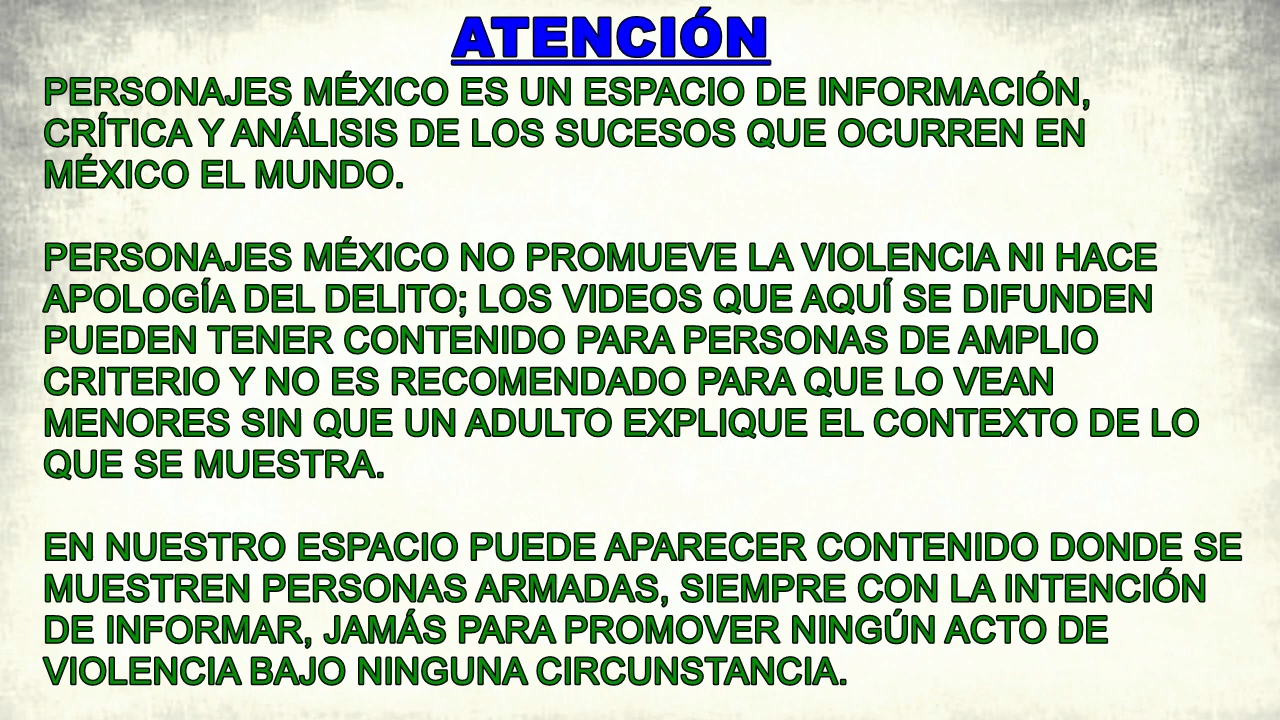 ATENCIÓN
PERSONAJES MÉXICO ES UN ESPACIO DE INFORMACIÓN,
CRÍTICA Y ANÁLISIS DE LOS SUCESOS QUE OCURREN EN
MÉXICO EL MUNDO.
PERSONAJES MÉXICO NO PROMUEVE LA VIOLENCIA NI HACE
APOLOGÍA DEL DELITO; LOS VIDEOS QUE AQUÍ SE DIFUNDEN
PUEDEN TENER CONTENIDO PARA PERSONAS DE AMPLIO
CRITERIO Y NO ES RECOMENDADO PARA QUE LO VEAN
MENORES SIN QUE UN ADULTO EXPLIQUE EL CONTEXTO DE LO
QUE SE MUESTRA.
EN NUESTRO ESPACIO PUEDE APARECER CONTENIDO DONDE SE
MUESTREN PERSONAS ARMADAS, SIEMPRE CON LA INTENCIÓN
DE INFORMAR, JAMÁS PARA PROMOVER NINGÚN ACTO DE
VIOLENCIA BAJO NINGUNA CIRCUNSTANCIA.